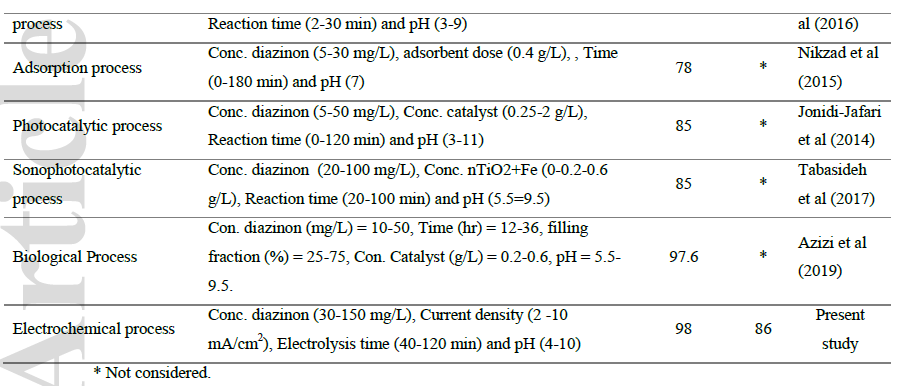 process Reaction time (2-30 min) and pH (3-9) al (2016)
Conc. diazinon (5-30 mg/L), adsorbent dose (0.4 g/L), , Time Nikzad et al
Adsorption process 78 *
(0-180 min) and pH (7) (2015)
Conc. diazinon (5-50 mg/L), Conc. catalyst (0.25-2 g/L), Jonidi-Jafari
Photocatalytic process 85 *
Reaction time (0-120 min) and pH (3-11) et al (2014)
Sonophotocatalytic Conc. diazinon (20-100 mg/L), Conc. nTiO2+Fe (0-0.2-0.6 Tabasideh
85 *
process g/L), Reaction time (20-100 min) and pH (5.5=9.5) et al (2017)
Con. diazinon (mg/L) = 10-50, Time (hr) = 12-36, filling
Azizi et al
Biological Process fraction (%) = 25-75, Con. Catalyst (g/L) = 0.2-0.6, pH = 5.5- 97.6 *
(2019)
9.5.
Conc. diazinon (30-150 mg/L), Current density (2 -10 Present
Electrochemical process 98 86
mA/cm²), Electrolysis time (40-120 min) and pH (4-10) study
* Not considered.
Article